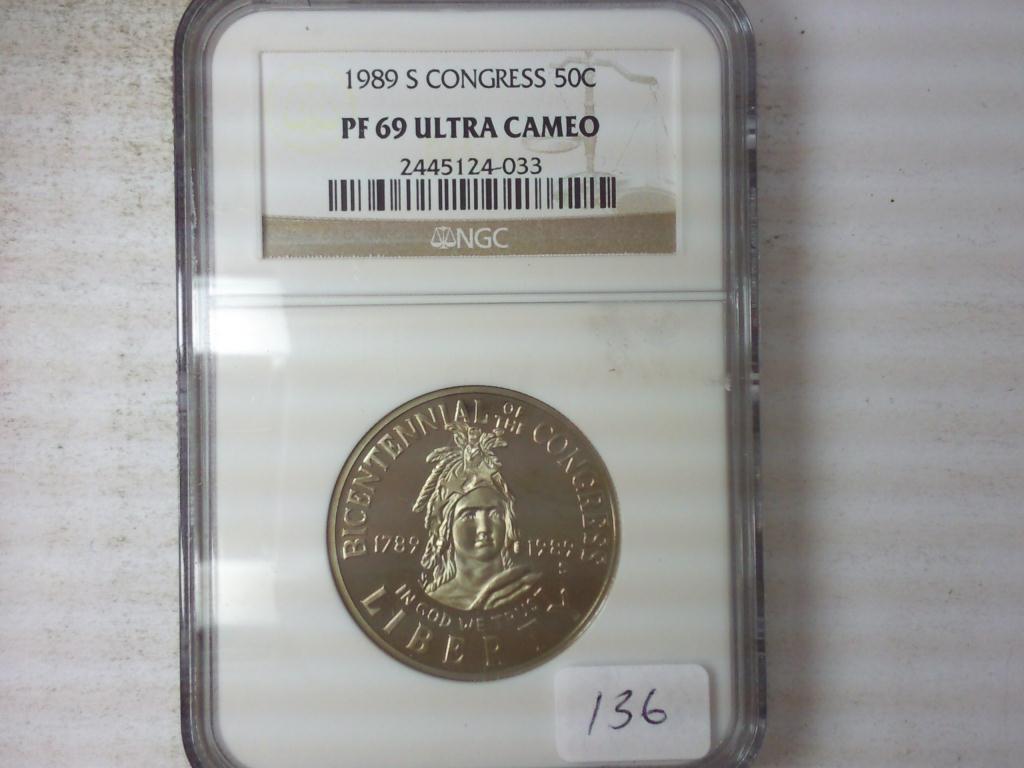 1989 S CONGRESS 50C
PF 69 ULTRA CAMEO
2445124-033
NGC
BICENTENNIAL OF THE CONGRESS
1789 1989
S
IN GOD WE TRUST
LIBERTY
136